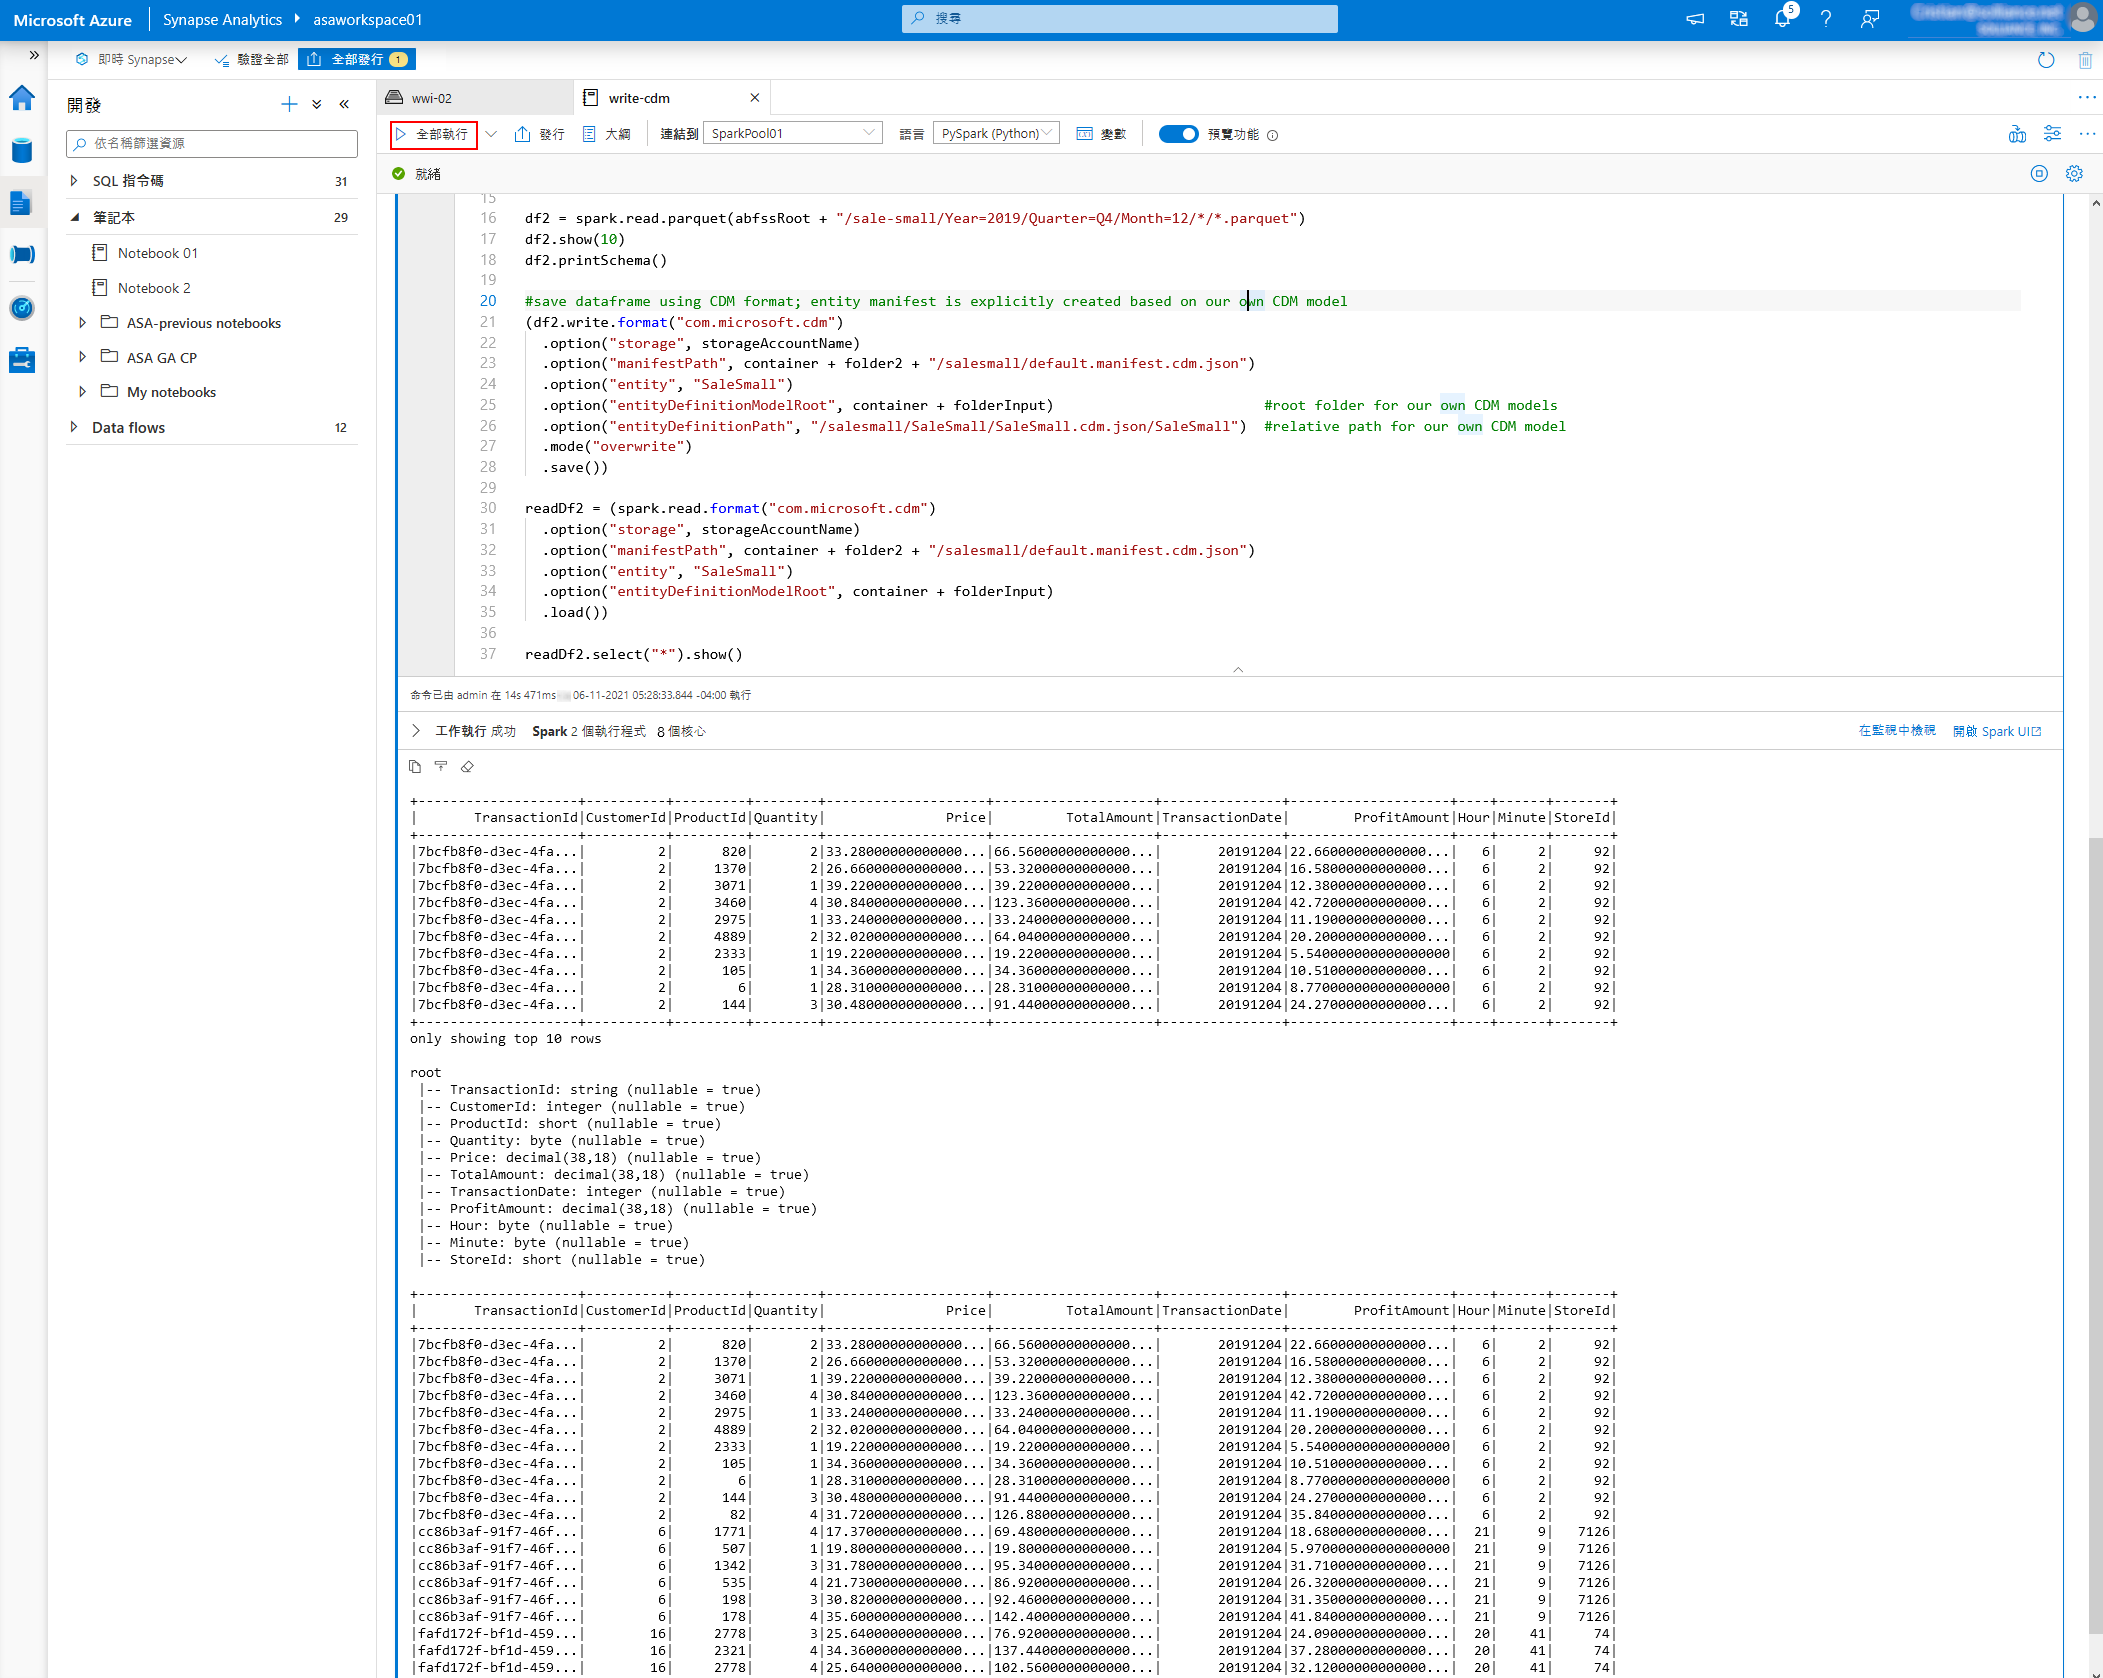 Microsoft Azure | Synapse Analytics ▸ asaworkspace01
搜尋
5
即時 Synapse
驗證全部
全部發行 1
開發
依名稱篩選資源
SQL 指令碼 31
筆記本 29
Notebook 01
Notebook 2
ASA-previous notebooks
ASA GA CP
My notebooks
Data flows 12
wwi-02
write-cdm
全部執行
發行
大綱
連結到 SparkPool01
語言 PySpark (Python)
變數
預覽功能
就緒
15
16 df2 = spark.read.parquet(abfssRoot + "/sale-small/Year=2019/Quarter=Q4/Month=12/*/*.parquet")
17 df2.show(10)
18 df2.printSchema()
19
20 #save dataframe using CDM format; entity manifest is explicitly created based on our own CDM model
21 (df2.write.format("com.microsoft.cdm")
22 .option("storage", storageAccountName)
23 .option("manifestPath", container + folder2 + "/salesmall/default.manifest.cdm.json")
24 .option("entity", "SaleSmall")
25 .option("entityDefinitionModelRoot", container + folderInput) #root folder for our own CDM models
26 .option("entityDefinitionPath", "/salesmall/SaleSmall/SaleSmall.cdm.json/SaleSmall") #relative path for our own CDM model
27 .mode("overwrite")
28 .save())
29
30 readDf2 = (spark.read.format("com.microsoft.cdm")
31 .option("storage", storageAccountName)
32 .option("manifestPath", container + folder2 + "/salesmall/default.manifest.cdm.json")
33 .option("entity", "SaleSmall")
34 .option("entityDefinitionModelRoot", container + folderInput)
35 .load())
36
37 readDf2.select("*").show()
命令已由 admin 在 14s 471ms 06-11-2021 05:28:33.844 -04:00 執行
工作執行 成功 Spark 2 個執行程式 8 個核心
在監視中檢視 開啟 Spark UI
+--------------------+----------+---------+--------+--------------------+--------------------+---------------+--------------------+----+------+-------+
| TransactionId|CustomerId|ProductId|Quantity| Price| TotalAmount|TransactionDate| ProfitAmount|Hour|Minute|StoreId|
+--------------------+----------+---------+--------+--------------------+--------------------+---------------+--------------------+----+------+-------+
|7bcfb8f0-d3ec-4fa...| 2| 820| 2|33.28000000000000...|66.56000000000000...| 20191204|22.66000000000000...| 6| 2| 92|
|7bcfb8f0-d3ec-4fa...| 2| 1370| 2|26.66000000000000...|53.32000000000000...| 20191204|16.58000000000000...| 6| 2| 92|
|7bcfb8f0-d3ec-4fa...| 2| 3071| 1|39.22000000000000...|39.22000000000000...| 20191204|12.38000000000000...| 6| 2| 92|
|7bcfb8f0-d3ec-4fa...| 2| 3460| 4|30.84000000000000...|123.3600000000000...| 20191204|42.72000000000000...| 6| 2| 92|
|7bcfb8f0-d3ec-4fa...| 2| 2975| 1|33.24000000000000...|33.24000000000000...| 20191204|11.19000000000000...| 6| 2| 92|
|7bcfb8f0-d3ec-4fa...| 2| 4889| 2|32.02000000000000...|64.04000000000000...| 20191204|20.20000000000000...| 6| 2| 92|
|7bcfb8f0-d3ec-4fa...| 2| 2333| 1|19.22000000000000...|19.22000000000000...| 20191204|5.540000000000000000| 6| 2| 92|
|7bcfb8f0-d3ec-4fa...| 2| 105| 1|34.36000000000000...|34.36000000000000...| 20191204|10.51000000000000...| 6| 2| 92|
|7bcfb8f0-d3ec-4fa...| 2| 6| 1|28.31000000000000...|28.31000000000000...| 20191204|8.770000000000000000| 6| 2| 92|
|7bcfb8f0-d3ec-4fa...| 2| 144| 3|30.48000000000000...|91.44000000000000...| 20191204|24.27000000000000...| 6| 2| 92|
+--------------------+----------+---------+--------+--------------------+--------------------+---------------+--------------------+----+------+-------+
only showing top 10 rows
root
|-- TransactionId: string (nullable = true)
|-- CustomerId: integer (nullable = true)
|-- ProductId: short (nullable = true)
|-- Quantity: byte (nullable = true)
|-- Price: decimal(38,18) (nullable = true)
|-- TotalAmount: decimal(38,18) (nullable = true)
|-- TransactionDate: integer (nullable = true)
|-- ProfitAmount: decimal(38,18) (nullable = true)
|-- Hour: byte (nullable = true)
|-- Minute: byte (nullable = true)
|-- StoreId: short (nullable = true)
+--------------------+----------+---------+--------+--------------------+--------------------+---------------+--------------------+----+------+-------+
| TransactionId|CustomerId|ProductId|Quantity| Price| TotalAmount|TransactionDate| ProfitAmount|Hour|Minute|StoreId|
+--------------------+----------+---------+--------+--------------------+--------------------+---------------+--------------------+----+------+-------+
|7bcfb8f0-d3ec-4fa...| 2| 820| 2|33.28000000000000...|66.56000000000000...| 20191204|22.66000000000000...| 6| 2| 92|
|7bcfb8f0-d3ec-4fa...| 2| 1370| 2|26.66000000000000...|53.32000000000000...| 20191204|16.58000000000000...| 6| 2| 92|
|7bcfb8f0-d3ec-4fa...| 2| 3071| 1|39.22000000000000...|39.22000000000000...| 20191204|12.38000000000000...| 6| 2| 92|
|7bcfb8f0-d3ec-4fa...| 2| 3460| 4|30.84000000000000...|123.3600000000000...| 20191204|42.72000000000000...| 6| 2| 92|
|7bcfb8f0-d3ec-4fa...| 2| 2975| 1|33.24000000000000...|33.24000000000000...| 20191204|11.19000000000000...| 6| 2| 92|
|7bcfb8f0-d3ec-4fa...| 2| 4889| 2|32.02000000000000...|64.04000000000000...| 20191204|20.20000000000000...| 6| 2| 92|
|7bcfb8f0-d3ec-4fa...| 2| 2333| 1|19.22000000000000...|19.22000000000000...| 20191204|5.540000000000000000| 6| 2| 92|
|7bcfb8f0-d3ec-4fa...| 2| 105| 1|34.36000000000000...|34.36000000000000...| 20191204|10.51000000000000...| 6| 2| 92|
|7bcfb8f0-d3ec-4fa...| 2| 6| 1|28.31000000000000...|28.31000000000000...| 20191204|8.770000000000000000| 6| 2| 92|
|7bcfb8f0-d3ec-4fa...| 2| 144| 3|30.48000000000000...|91.44000000000000...| 20191204|24.27000000000000...| 6| 2| 92|
|7bcfb8f0-d3ec-4fa...| 2| 82| 4|31.72000000000000...|126.8800000000000...| 20191204|35.84000000000000...| 6| 2| 92|
|cc86b3af-91f7-46f...| 6| 1771| 4|17.37000000000000...|69.48000000000000...| 20191204|18.68000000000000...| 21| 9| 7126|
|cc86b3af-91f7-46f...| 6| 507| 1|19.80000000000000...|19.80000000000000...| 20191204|5.970000000000000000| 21| 9| 7126|
|cc86b3af-91f7-46f...| 6| 1342| 3|31.78000000000000...|95.34000000000000...| 20191204|31.71000000000000...| 21| 9| 7126|
|cc86b3af-91f7-46f...| 6| 535| 4|21.73000000000000...|86.92000000000000...| 20191204|26.32000000000000...| 21| 9| 7126|
|cc86b3af-91f7-46f...| 6| 198| 3|30.82000000000000...|92.46000000000000...| 20191204|31.35000000000000...| 21| 9| 7126|
|cc86b3af-91f7-46f...| 6| 178| 4|35.60000000000000...|142.4000000000000...| 20191204|41.84000000000000...| 21| 9| 7126|
|fafd172f-bf1d-459...| 16| 2778| 3|25.64000000000000...|76.92000000000000...| 20191204|24.09000000000000...| 20| 41| 74|
|fafd172f-bf1d-459...| 16| 2321| 4|34.36000000000000...|137.4400000000000...| 20191204|37.28000000000000...| 20| 41| 74|
|fafd172f-bf1d-459...| 16| 2778| 4|25.64000000000000...|102.5600000000000...| 20191204|32.12000000000000...| 20| 41| 74|